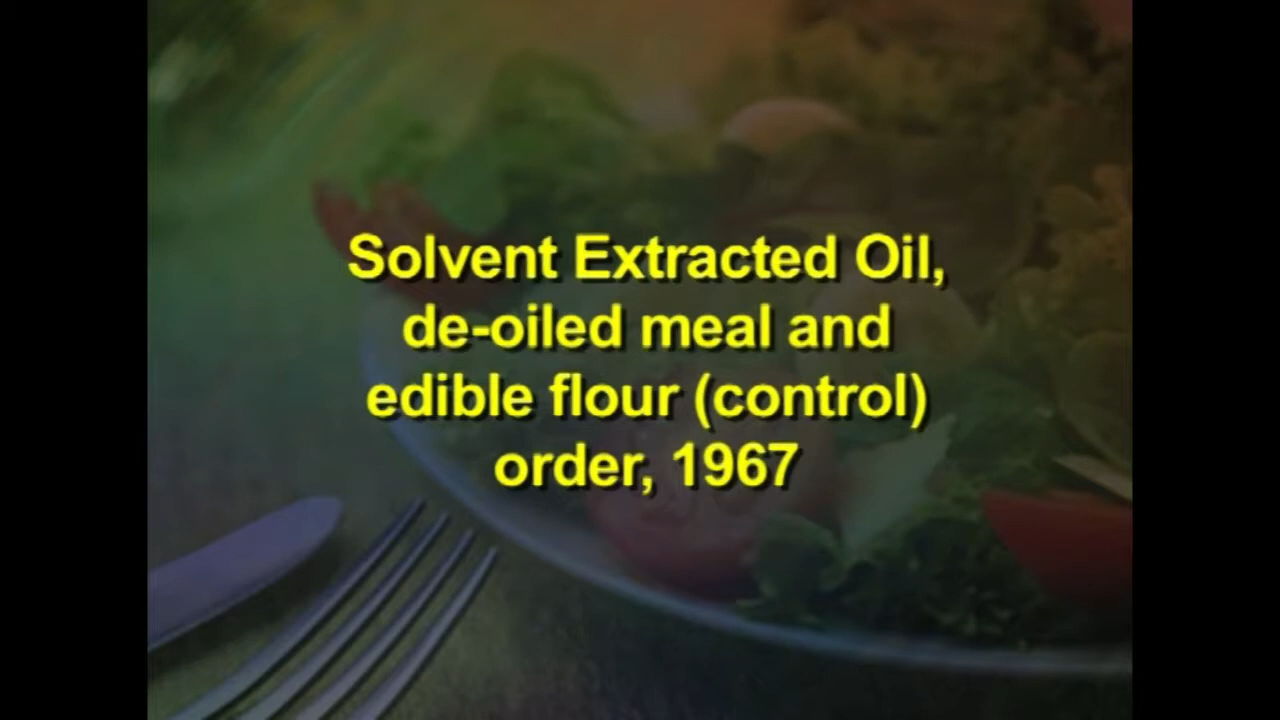 Solvent Extracted Oil,
de-oiled meal and
edible flour (control)
order, 1967